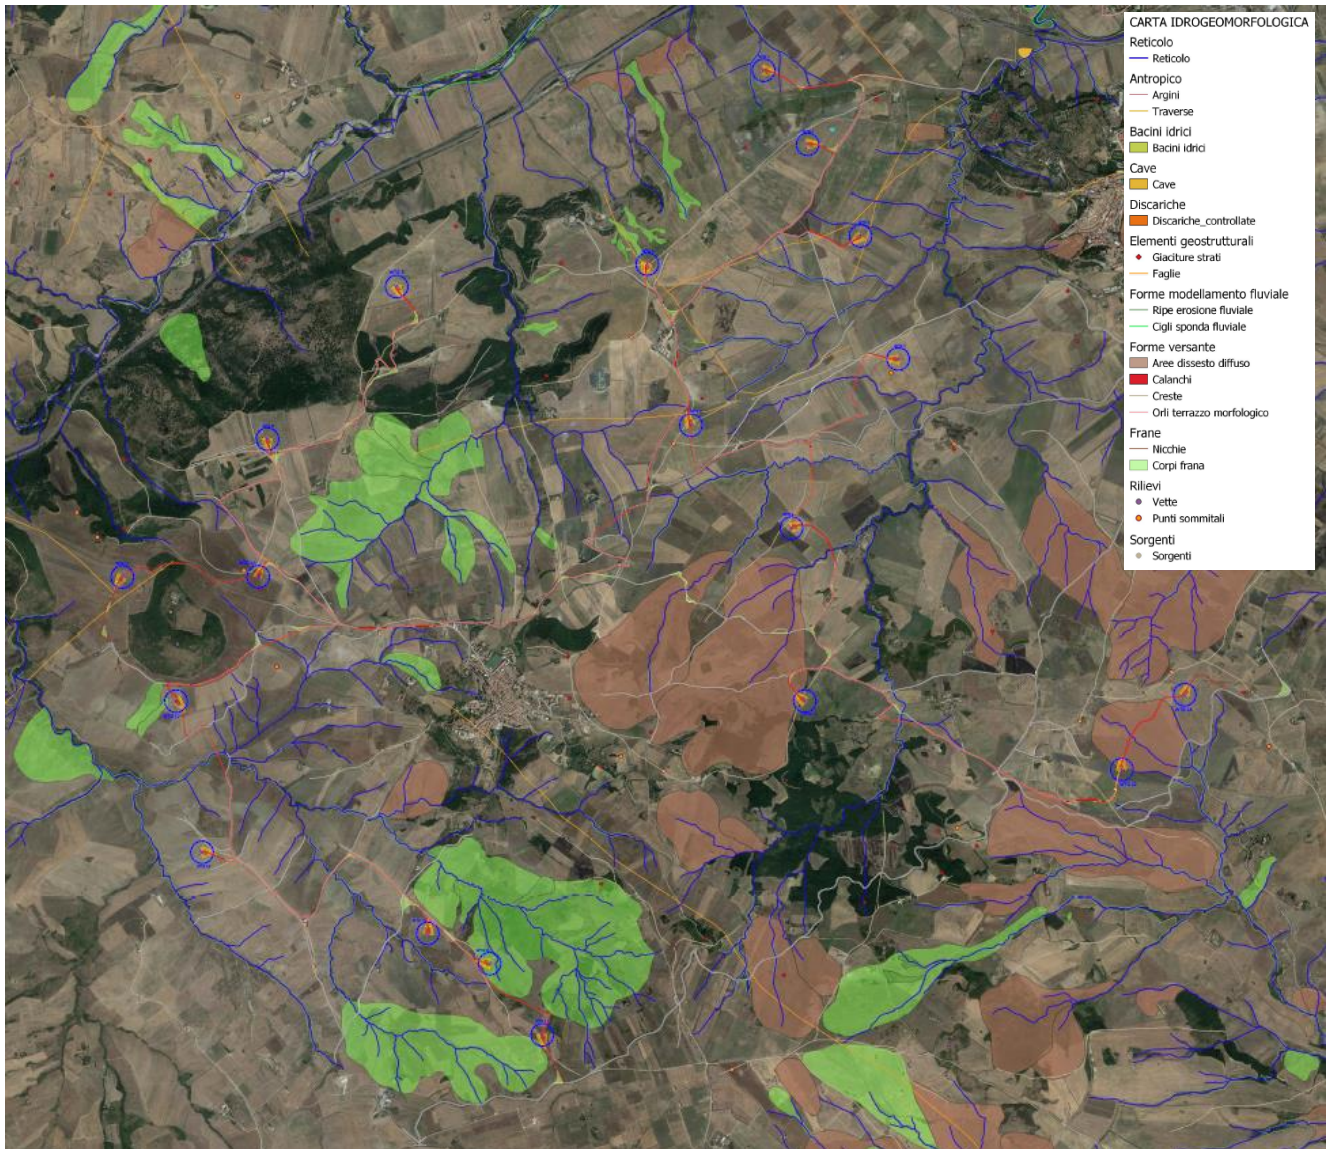 CARTA IDROGEOMORFOLOGICA
Reticolo
Reticolo
Antropico
Argini
Traverse
Bacini idrici
Bacini idrici
Cave
Cave
Discariche
Discariche_controllate
Elementi geostrutturali
Giaciture strati
Faglie
Forme modellamento fluviale
Ripe erosione fluviale
Cigli sponda fluviale
Forme versante
Aree dissesto diffuso
Calanchi
Creste
Orli terrazzo morfologico
Frane
Nicchie
Corpi frana
Rilievi
Vette
Punti sommitali
Sorgenti
Sorgenti